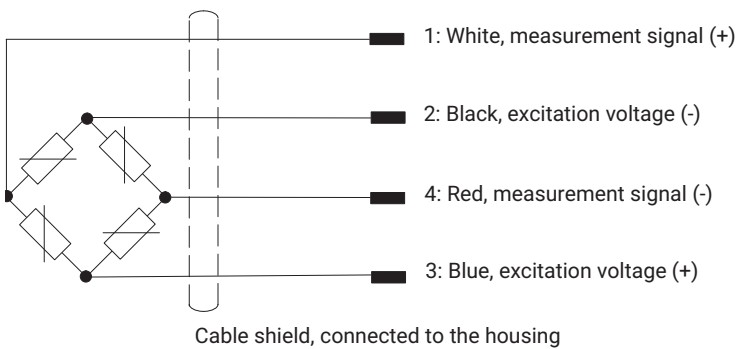 1: White, measurement signal (+)
2: Black, excitation voltage (-)
4: Red, measurement signal (-)
3: Blue, excitation voltage (+)
Cable shield, connected to the housing